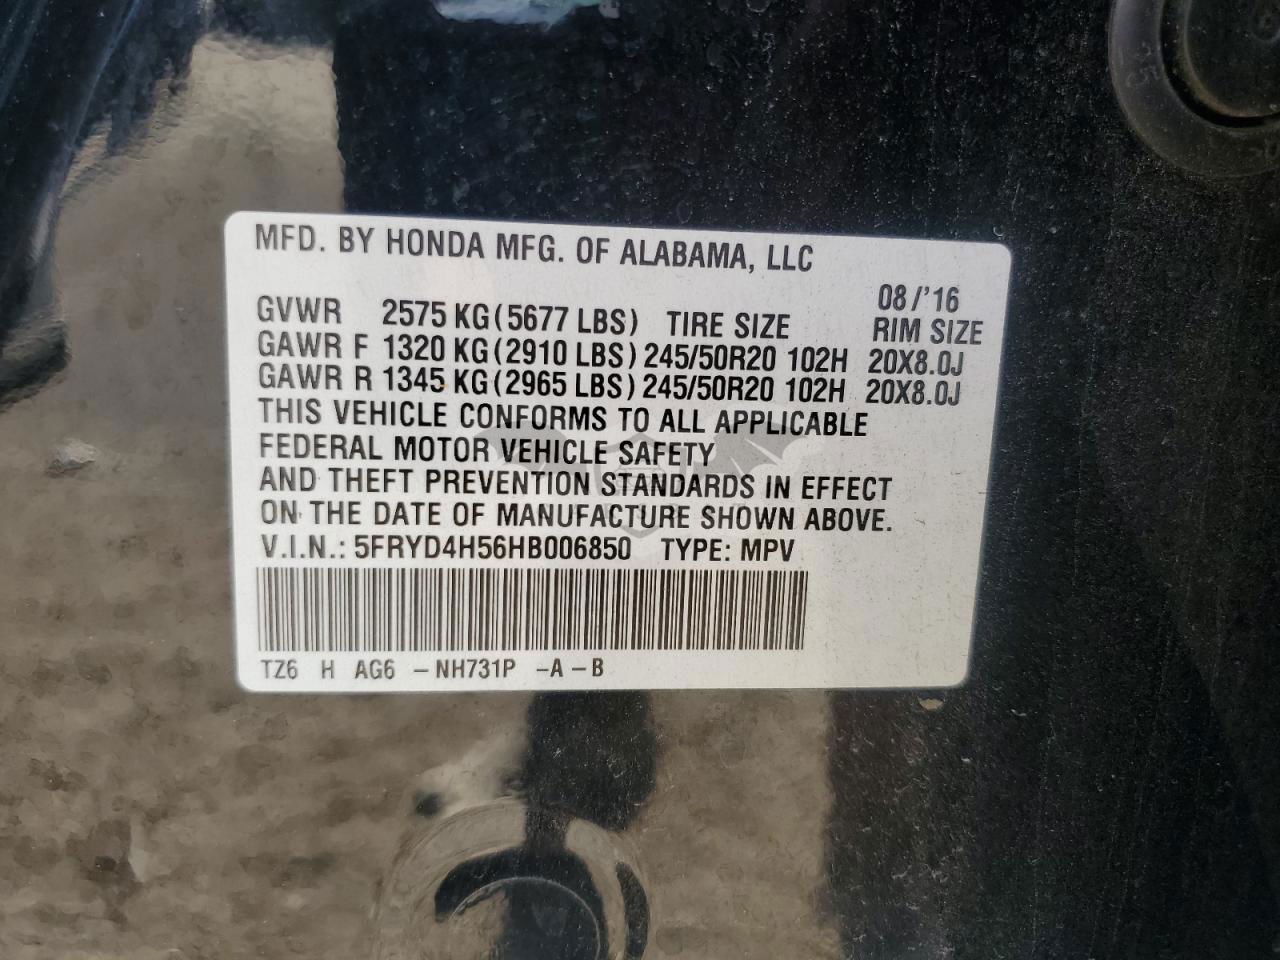 MFD. BY HONDA MFG. OF ALABAMA, LLC
08/'16
GVWR 2575 KG(5677 LBS) TIRE SIZE RIM SIZE
GAWR F 1320 KG(2910 LBS) 245/50R20 102H 20X8.0J
GAWR R 1345 KG(2965 LBS) 245/50R20 102H 20X8.0J
THIS VEHICLE CONFORMS TO ALL APPLICABLE
FEDERAL MOTOR VEHICLE SAFETY
AND THEFT PREVENTION STANDARDS IN EFFECT
ON THE DATE OF MANUFACTURE SHOWN ABOVE.
V.I.N.: 5FRYD4H56HB006850 TYPE: MPV
TZ6 H AG6 -NH731P -A-B